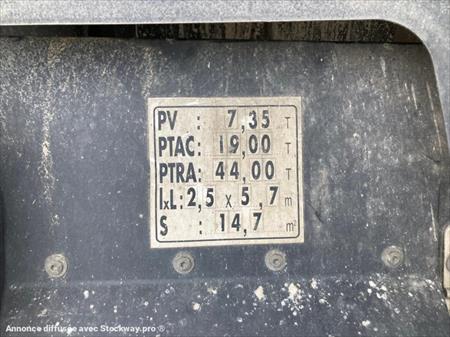 PV : 7,35 T
PTAC: 19,00 T
PTRA: 44,00 T
lxL: 2,5 x 5,7 m
S : 14,7 m²
Annonce diffusée avec Stockway.pro ®